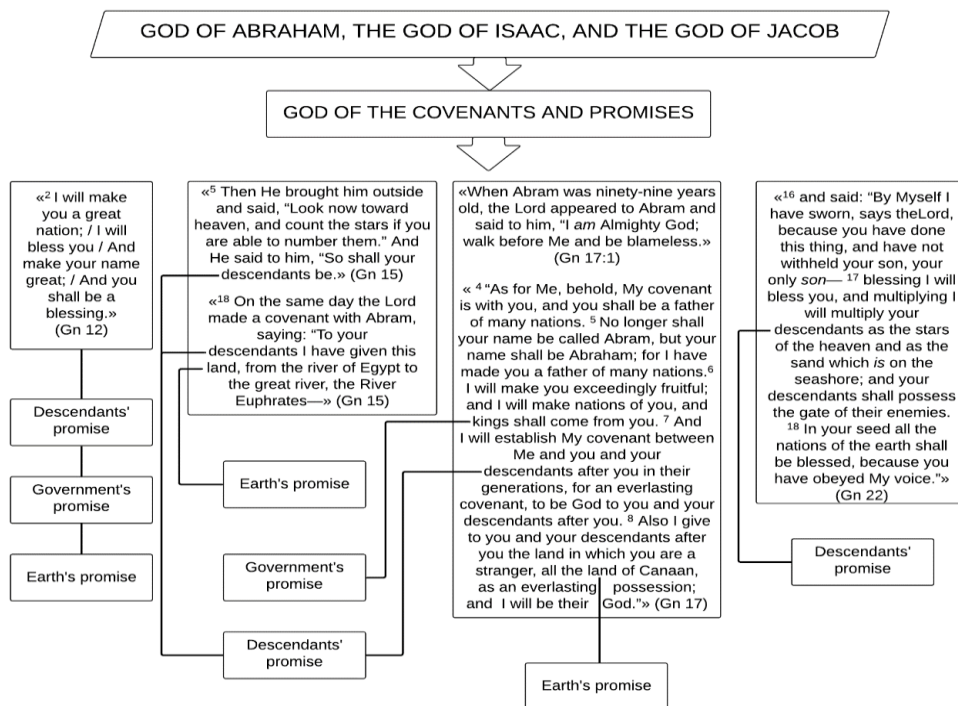 GOD OF ABRAHAM, THE GOD OF ISAAC, AND THE GOD OF JACOB
GOD OF THE COVENANTS AND PROMISES
«² I will make
you a great
nation; / I will
bless you / And
make your name
great; / And you
shall be a
blessing.»
(Gn 12)
Descendants'
promise
Government's
promise
Earth's promise
«⁵ Then He brought him outside
and said, “Look now toward
heaven, and count the stars if you
are able to number them.” And
He said to him, “So shall your
descendants be.» (Gn 15)
«¹⁸ On the same day the Lord
made a covenant with Abram,
saying: “To your
descendants I have given this
land, from the river of Egypt to
the great river, the River
Euphrates—» (Gn 15)
Earth's promise
Government's
promise
Descendants'
promise
«When Abram was ninety-nine years
old, the Lord appeared to Abram and
said to him, “I am Almighty God;
walk before Me and be blameless.»
(Gn 17:1)
« ⁴ “As for Me, behold, My covenant
is with you, and you shall be a father
of many nations. ⁵ No longer shall
your name be called Abram, but your
name shall be Abraham; for I have
made you a father of many nations.⁶
I will make you exceedingly fruitful;
and I will make nations of you, and
kings shall come from you. ⁷ And
I will establish My covenant between
Me and you and your
descendants after you in their
generations, for an everlasting
covenant, to be God to you and your
descendants after you. ⁸ Also I give
to you and your descendants after
you the land in which you are a
stranger, all the land of Canaan,
as an everlasting possession;
and I will be their God.”» (Gn 17)
Earth's promise
«¹⁶ and said: “By Myself I
have sworn, says theLord,
because you have done
this thing, and have not
withheld your son, your
only son— ¹⁷ blessing I will
bless you, and multiplying I
will multiply your
descendants as the stars
of the heaven and as the
sand which is on the
seashore; and your
descendants shall possess
the gate of their enemies.
¹⁸ In your seed all the
nations of the earth shall
be blessed, because you
have obeyed My voice.”»
(Gn 22)
Descendants'
promise